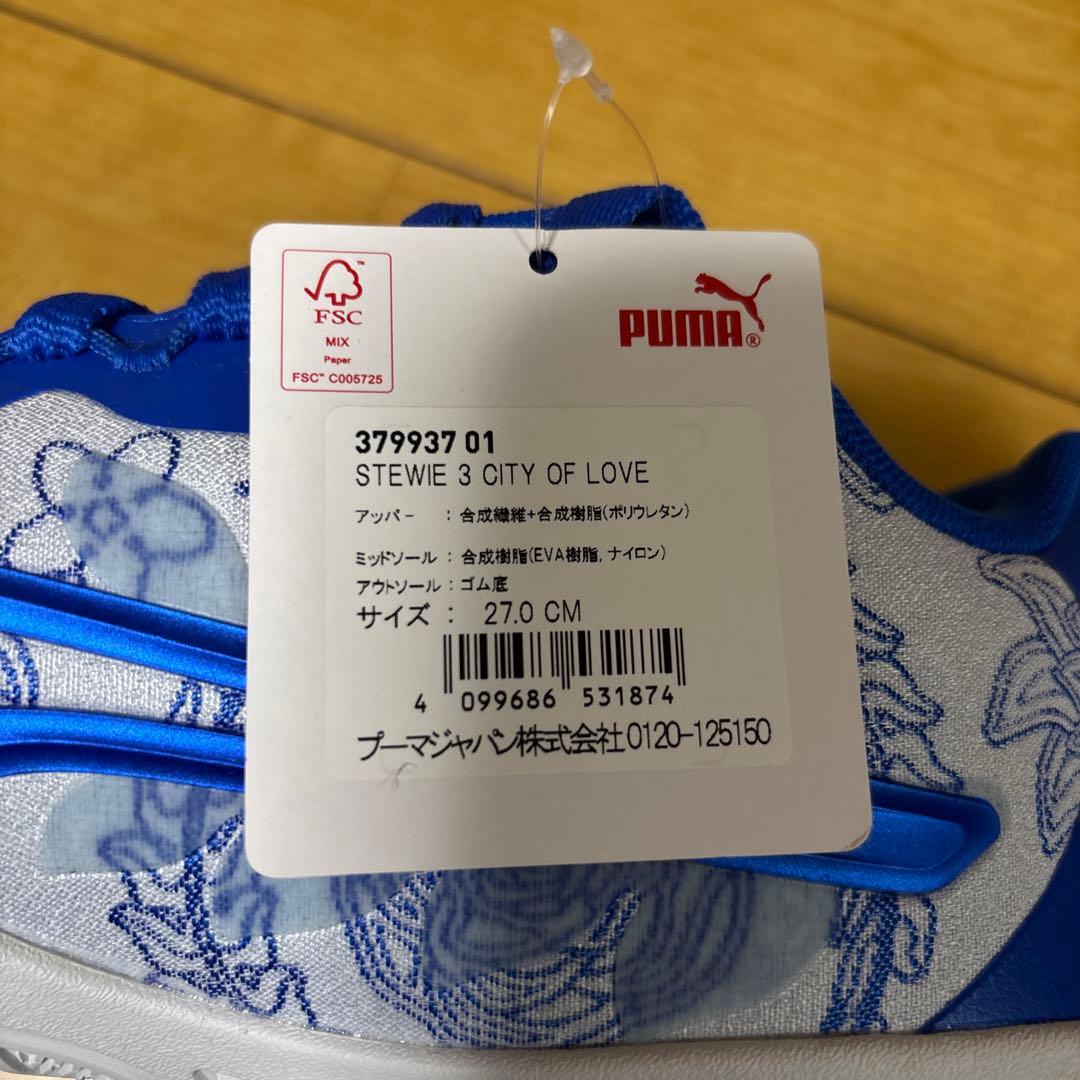 FSC™
MIX
Paper
FSC™ C005725
PUMA®
379937 01
STEWIE 3 CITY OF LOVE
アッパー : 合成繊維+合成樹脂(ポリウレタン)
ミッドソール : 合成樹脂(EVA樹脂, ナイロン)
アウトソール : ゴム底
サイズ : 27.0 CM
4 099686 531874
プーマジャパン株式会社0120-125150